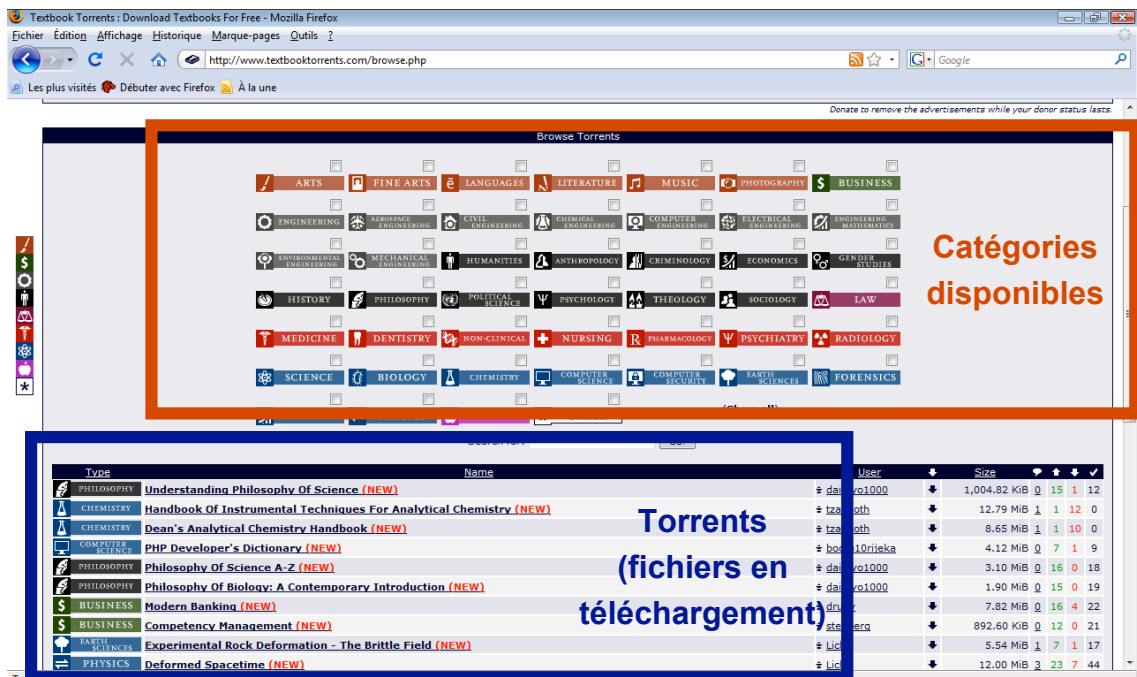 Textbook Torrents : Download Textbooks For Free - Mozilla Firefox
Fichier Édition Affichage Historique Marque-pages Outils ?
http://www.textbooktorrents.com/browse.php
Google
Les plus visités Débuter avec Firefox À la une
Donate to remove the advertisements while your donor status lasts.
Browse Torrents
ARTS FINE ARTS LANGUAGES LITERATURE MUSIC PHOTOGRAPHY BUSINESS
ENGINEERING AEROSPACE ENGINEERING CIVIL ENGINEERING CHEMICAL ENGINEERING COMPUTER ENGINEERING ELECTRICAL ENGINEERING ENGINEERING MATHEMATICS
ENVIRONMENTAL ENGINEERING MECHANICAL ENGINEERING HUMANITIES ANTHROPOLOGY CRIMINOLOGY ECONOMICS GENDER STUDIES
HISTORY PHILOSOPHY POLITICAL SCIENCE PSYCHOLOGY THEOLOGY SOCIOLOGY LAW
MEDICINE DENTISTRY NON-CLINICAL NURSING PHARMACOLOGY PSYCHIATRY RADIOLOGY
SCIENCE BIOLOGY CHEMISTRY COMPUTER SCIENCE COMPUTER SECURITY EARTH SCIENCES FORENSICS
Catégories
disponibles
Type Name User Size
PHILOSOPHY Understanding Philosophy Of Science (NEW) 1,004.82 KiB 0 15 1 12
CHEMISTRY Handbook Of Instrumental Techniques For Analytical Chemistry (NEW) 12.79 MiB 1 1 12 0
CHEMISTRY Dean's Analytical Chemistry Handbook (NEW) 8.65 MiB 1 1 10 0
COMPUTER SCIENCE PHP Developer's Dictionary (NEW) 4.12 MiB 0 7 1 9
PHILOSOPHY Philosophy Of Science A-Z (NEW) 3.10 MiB 0 16 0 18
PHILOSOPHY Philosophy Of Biology: A Contemporary Introduction (NEW) 1.90 MiB 0 15 0 19
BUSINESS Modern Banking (NEW) 7.82 MiB 0 16 4 22
BUSINESS Competency Management (NEW) 892.60 KiB 0 12 0 21
EARTH SCIENCES Experimental Rock Deformation - The Brittle Field (NEW) 5.54 MiB 1 7 1 17
PHYSICS Deformed Spacetime (NEW) 12.00 MiB 3 23 7 44
Torrents
(fichiers en
téléchargement)